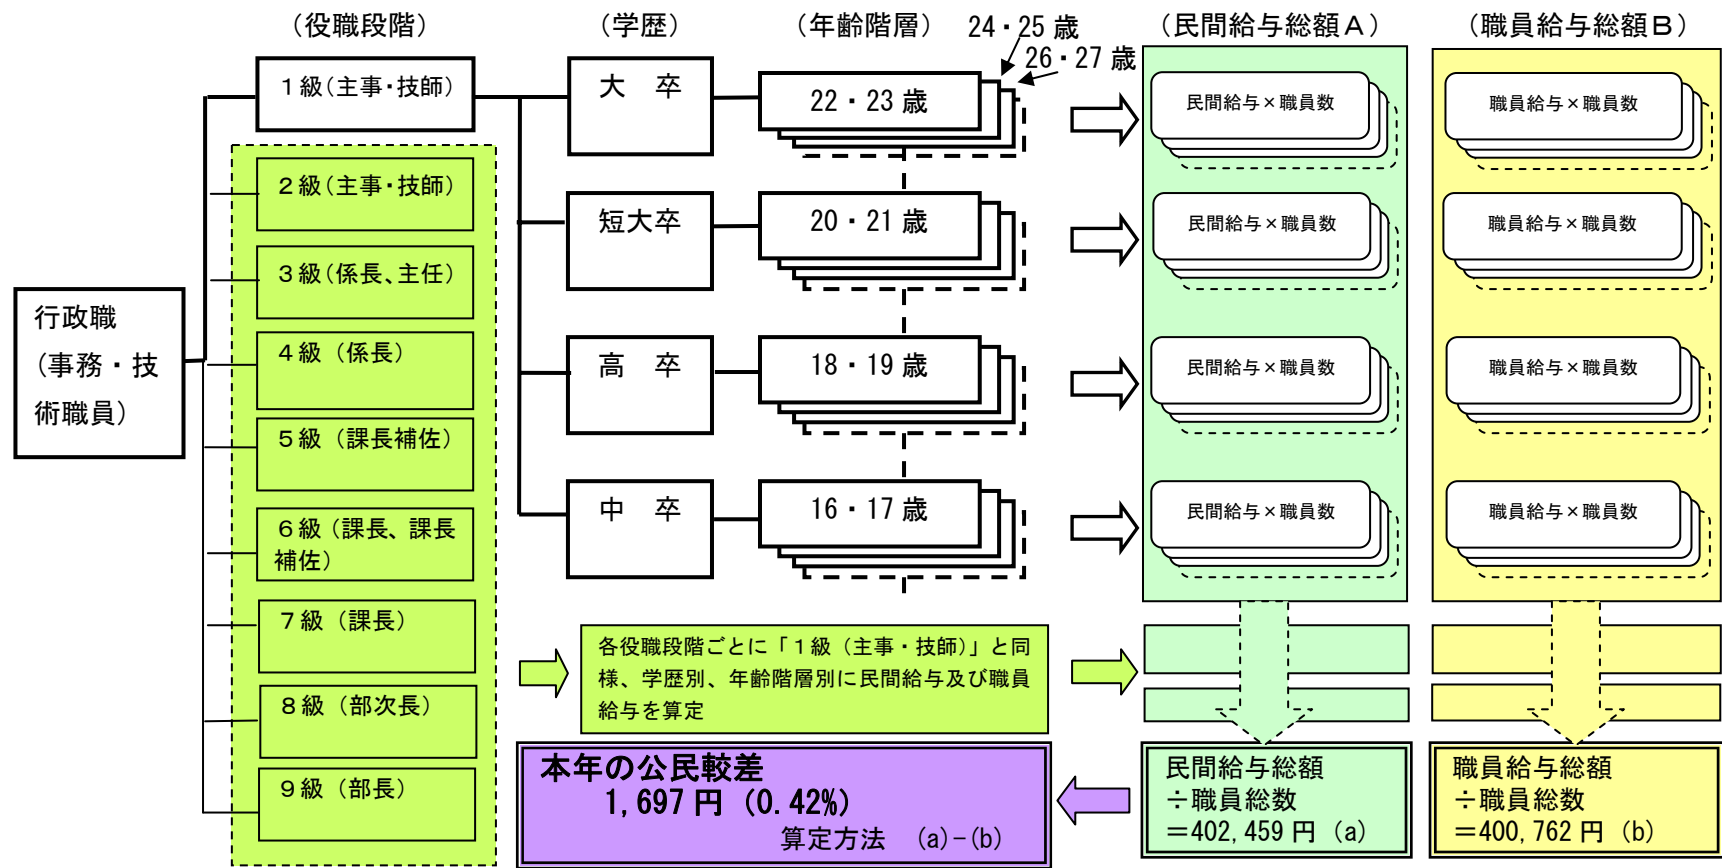 (役職段階)
(学歴)
(年齢階層)
24・25 歳
26・27 歳
(民間給与総額A)
(職員給与総額B)
行政職
(事務・技
術職員)
1級(主事・技師)
2級(主事・技師)
3級(係長、主任)
4級(係長)
5級(課長補佐)
6級(課長、課長
補佐)
7級(課長)
8級(部次長)
9級(部長)
大 卒
22・23 歳
民間給与×職員数
職員給与×職員数
短大卒
20・21 歳
民間給与×職員数
職員給与×職員数
高 卒
18・19 歳
民間給与×職員数
職員給与×職員数
中 卒
16・17 歳
民間給与×職員数
職員給与×職員数
各役職段階ごとに「1級(主事・技師)」と同
様、学歴別、年齢階層別に民間給与及び職員
給与を算定
本年の公民較差
1,697 円 (0.42%)
算定方法 (a)-(b)
民間給与総額
÷職員総数
=402,459 円 (a)
職員給与総額
÷職員総数
=400,762 円 (b)